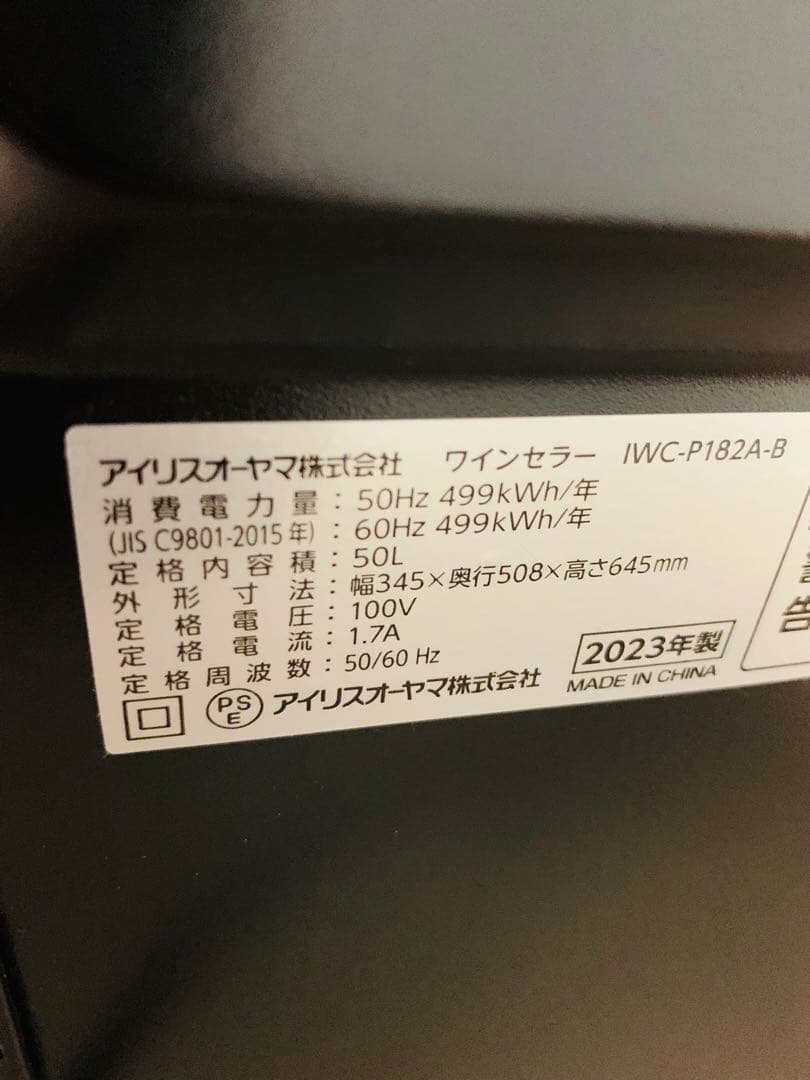 アイリスオーヤマ株式会社 ワインセラー IWC-P182A-B
消費電力量：50Hz 499kWh/年
(JIS C9801-2015年)：60Hz 499kWh/年
定格内容積：50L
外形寸法：幅345×奥行508×高さ645mm
定格電圧：100V
定格電流：1.7A
定格周波数：50/60 Hz
PSE アイリスオーヤマ株式会社
2023年製
MADE IN CHINA
告